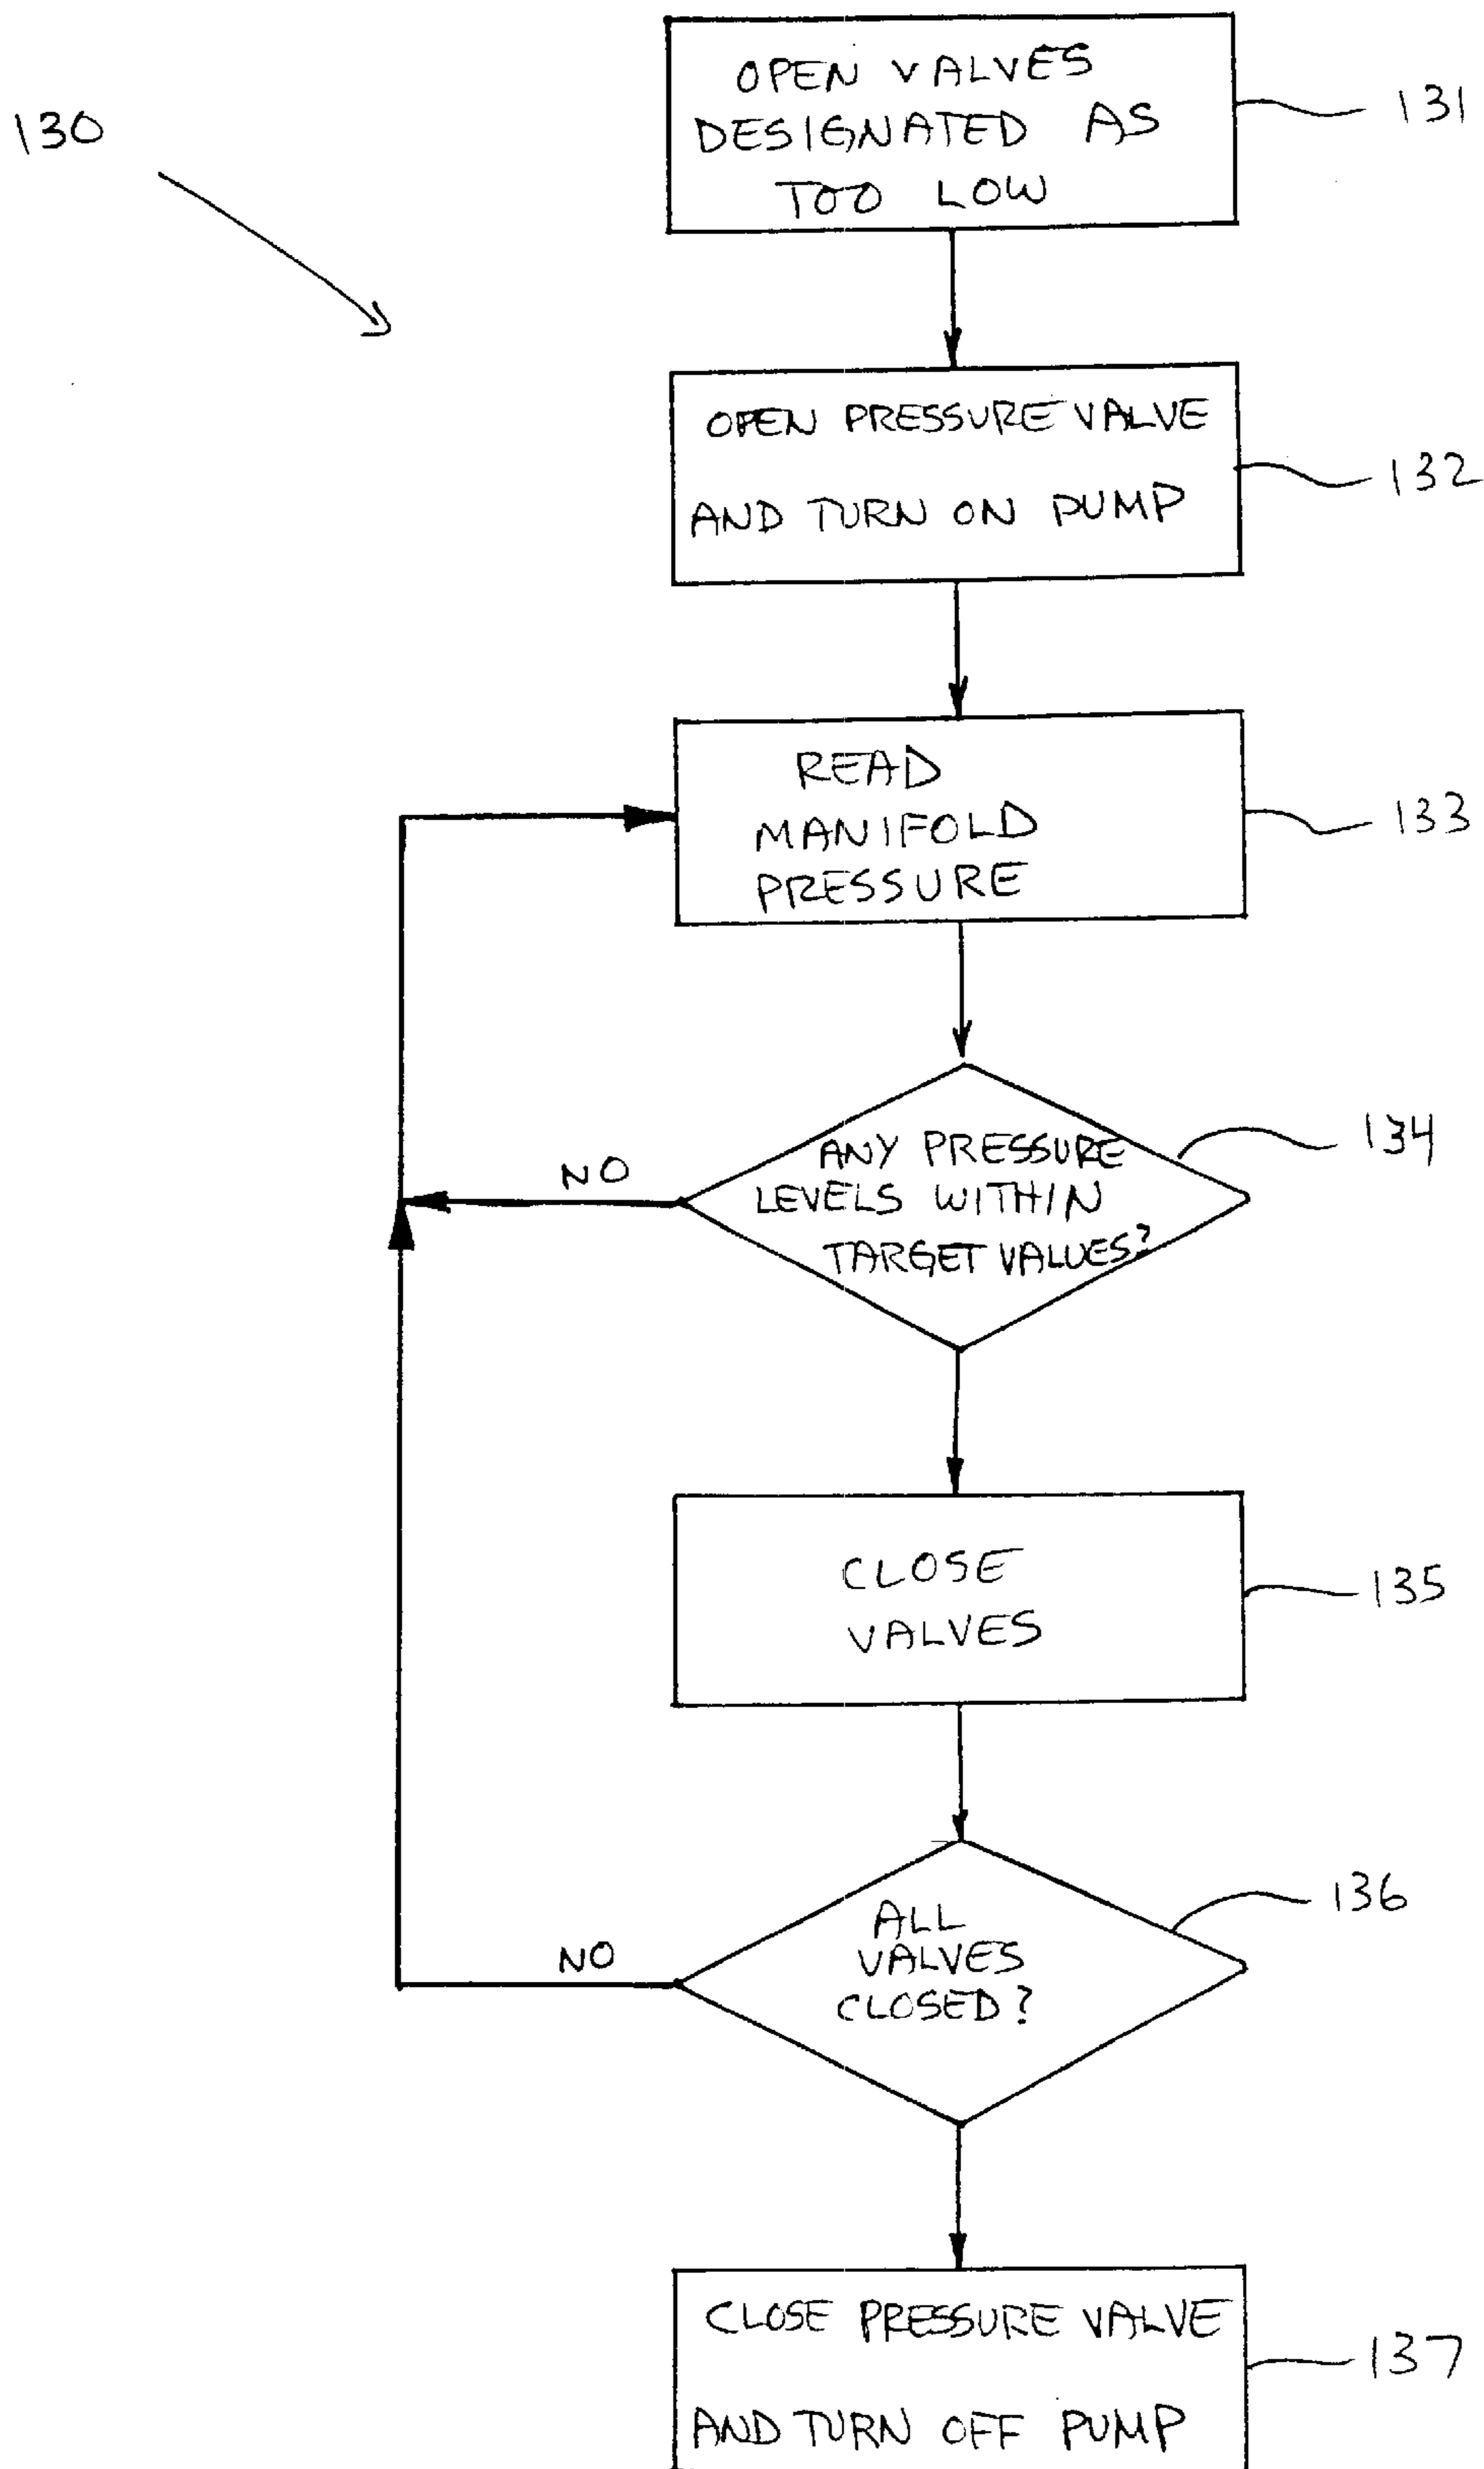 130
OPEN VALVES
DESIGNATED AS
TOO LOW
131
OPEN PRESSURE VALVE
AND TURN ON PUMP
132
READ
MANIFOLD
PRESSURE
133
ANY PRESSURE
LEVELS WITHIN
TARGET VALUES?
134
NO
CLOSE
VALVES
135
ALL
VALVES
CLOSED?
136
NO
CLOSE PRESSURE VALVE
AND TURN OFF PUMP
137